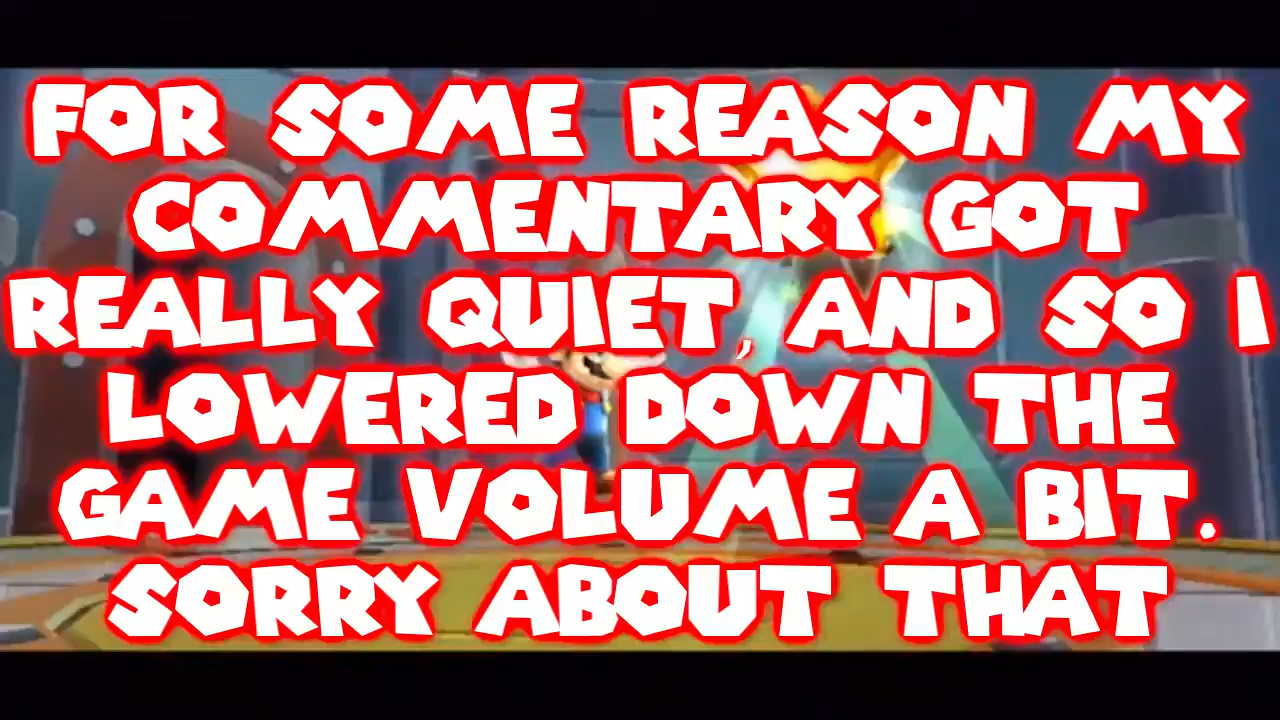 FOR SOME REASON MY
COMMENTARY GOT
REALLY QUIET, AND SO I
LOWERED DOWN THE
GAME VOLUME A BIT.
SORRY ABOUT THAT